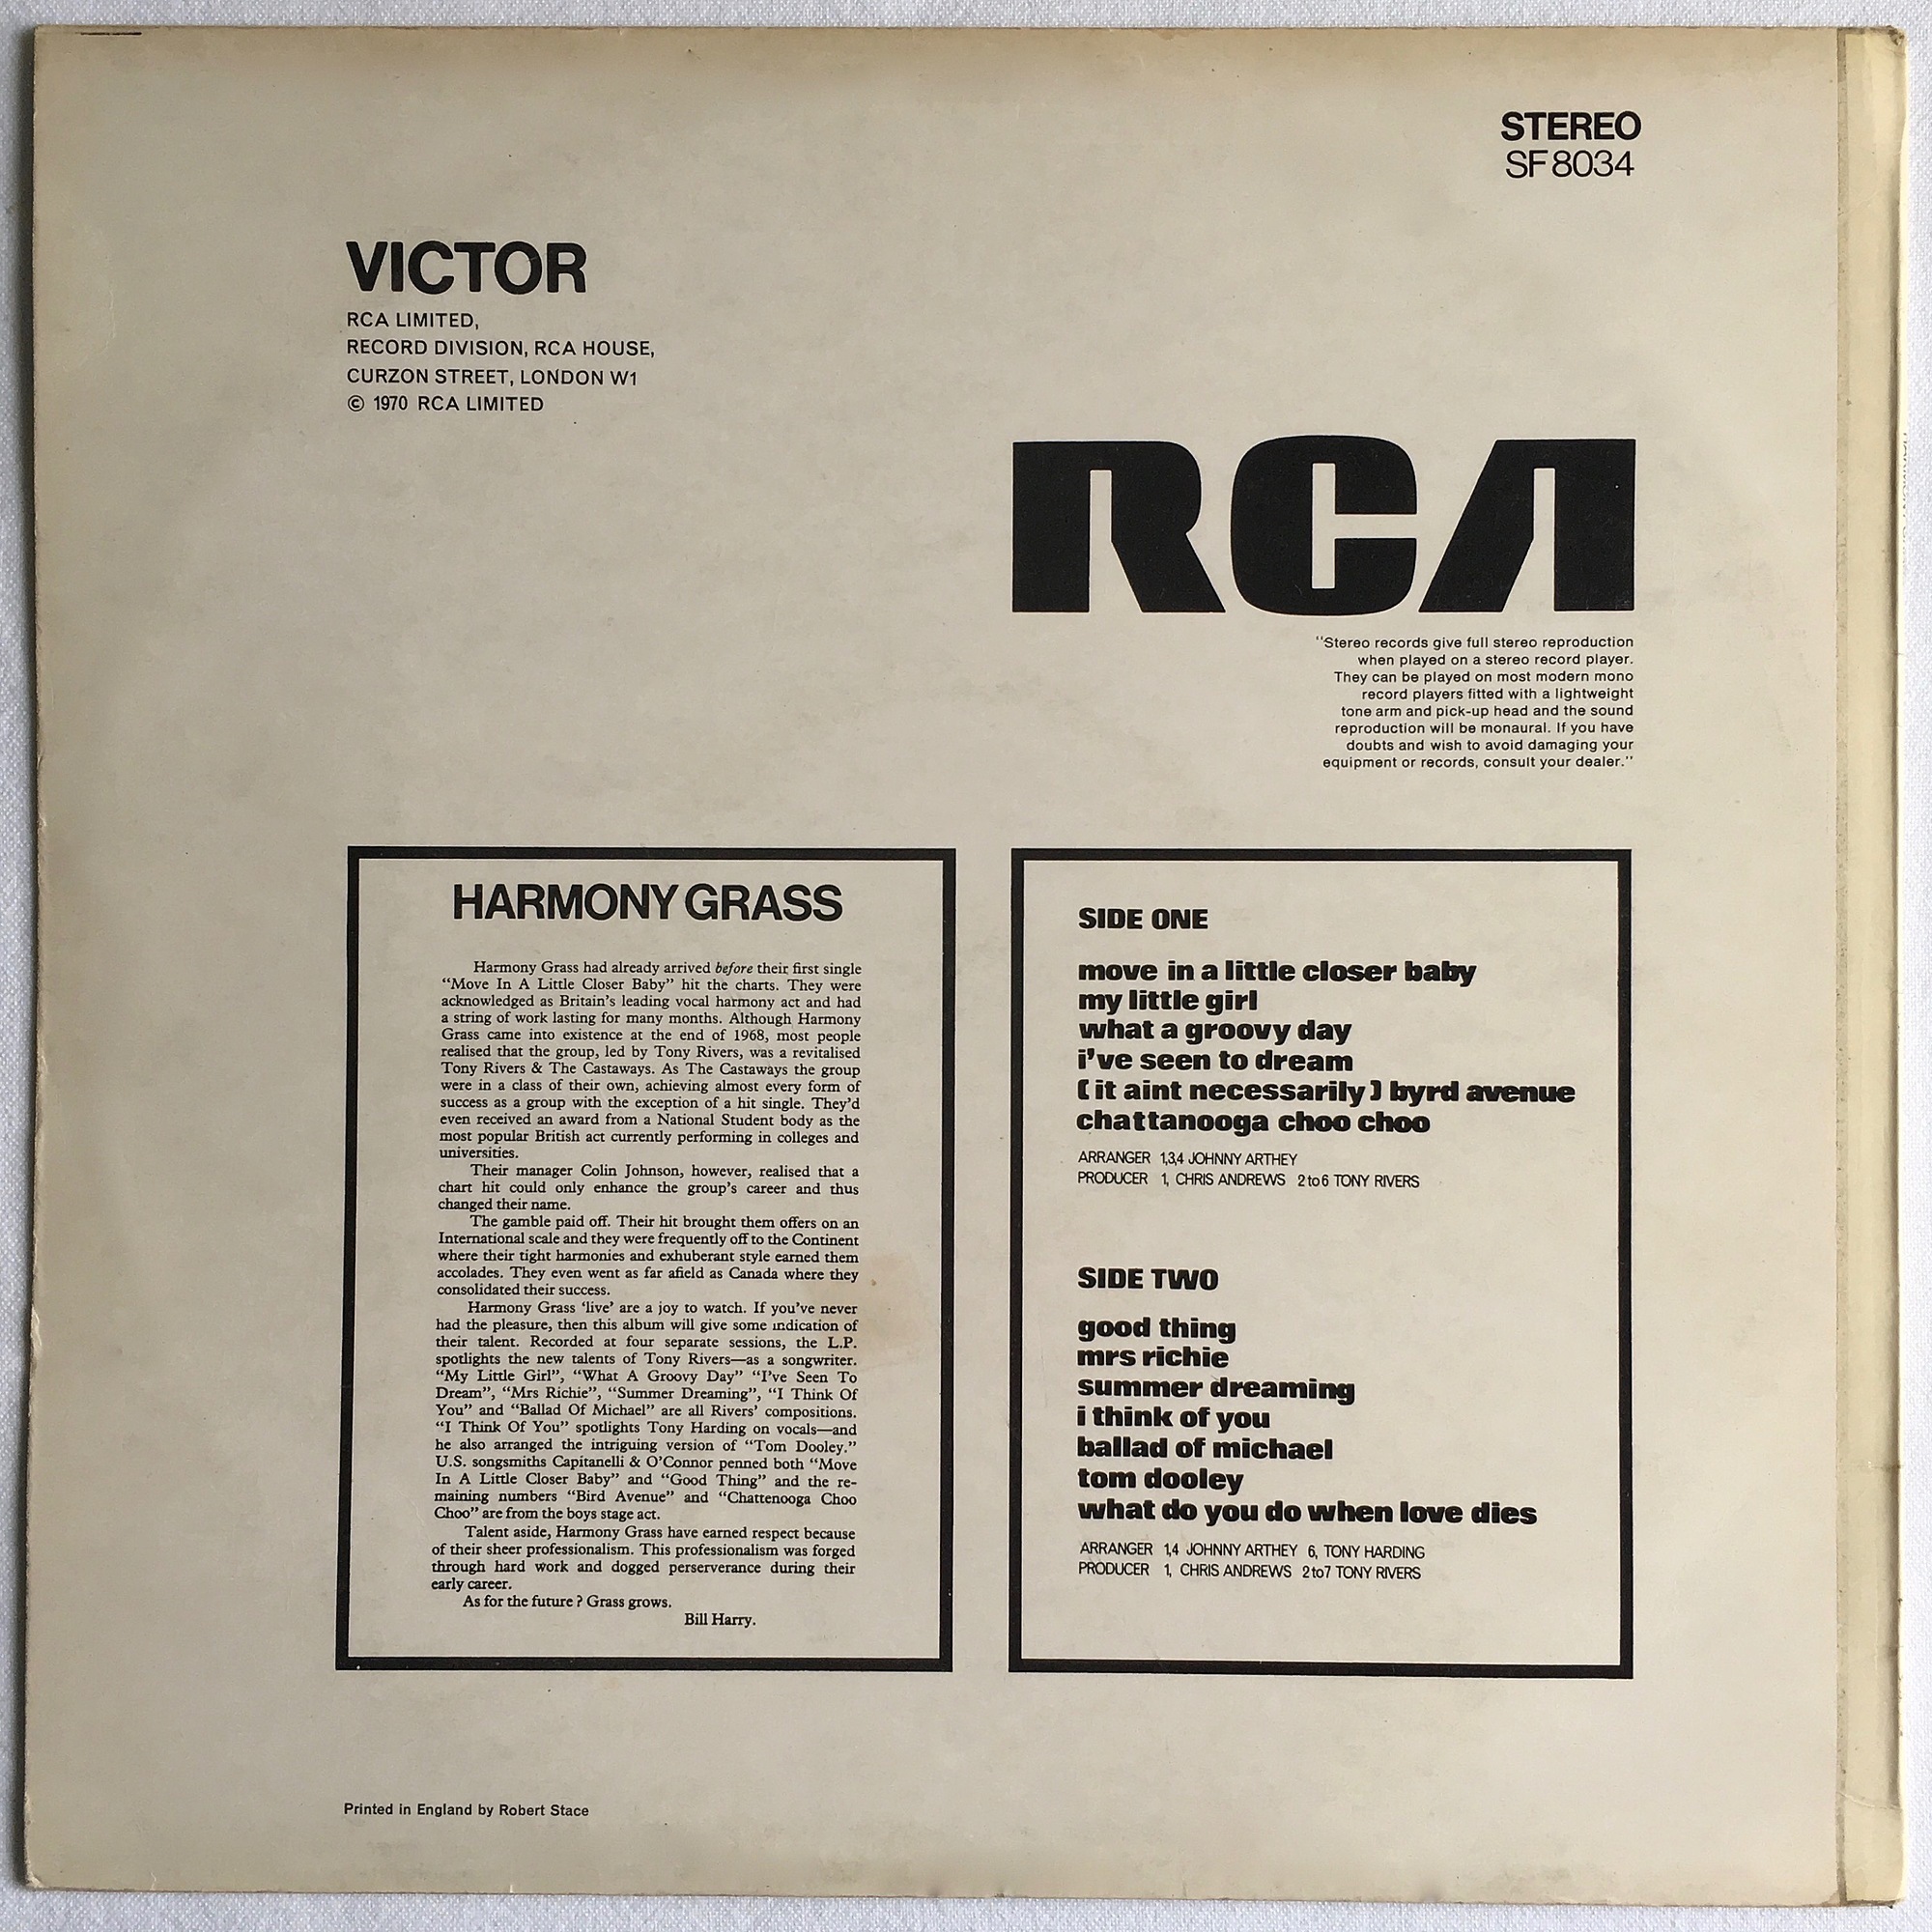 STEREO
SF 8034
VICTOR
RCA LIMITED,
RECORD DIVISION, RCA HOUSE,
CURZON STREET, LONDON W1
© 1970 RCA LIMITED
RCA
"Stereo records give full stereo reproduction
when played on a stereo record player.
They can be played on most modern mono
record players fitted with a lightweight
tone arm and pick-up head and the sound
reproduction will be monaural. If you have
doubts and wish to avoid damaging your
equipment or records, consult your dealer."
HARMONY GRASS
Harmony Grass had already arrived before their first single
“Move In A Little Closer Baby” hit the charts. They were
acknowledged as Britain’s leading vocal harmony act and had
a string of work lasting for many months. Although Harmony
Grass came into existence at the end of 1968, most people
realised that the group, led by Tony Rivers, was a revitalised
Tony Rivers & The Castaways. As The Castaways the group
were in a class of their own, achieving almost every form of
success as a group with the exception of a hit single. They’d
even received an award from a National Student body as the
most popular British act currently performing in colleges and
universities.
Their manager Colin Johnson, however, realised that a
chart hit could only enhance the group’s career and thus
changed their name.
The gamble paid off. Their hit brought them offers on an
International scale and they were frequently off to the Continent
where their tight harmonies and exhuberant style earned them
accolades. They even went as far afield as Canada where they
consolidated their success.
Harmony Grass ‘live’ are a joy to watch. If you’ve never
had the pleasure, then this album will give some indication of
their talent. Recorded at four separate sessions, the L.P.
spotlights the new talents of Tony Rivers—as a songwriter.
“My Little Girl”, “What A Groovy Day” “I’ve Seen To
Dream”, “Mrs Richie”, “Summer Dreaming”, “I Think Of
You” and “Ballad Of Michael” are all Rivers’ compositions.
“I Think Of You” spotlights Tony Harding on vocals—and
he also arranged the intriguing version of “Tom Dooley.”
U.S. songsmiths Capitanelli & O’Connor penned both “Move
In A Little Closer Baby” and “Good Thing” and the re-
maining numbers “Bird Avenue” and “Chattenooga Choo
Choo” are from the boys stage act.
Talent aside, Harmony Grass have earned respect because
of their sheer professionalism. This professionalism was forged
through hard work and dogged perserverance during their
early career.
As for the future? Grass grows.
Bill Harry.
SIDE ONE
move in a little closer baby
my little girl
what a groovy day
i’ve seen to dream
(it aint necessarily) byrd avenue
chattanooga choo choo
ARRANGER 1,3,4 JOHNNY ARTHEY
PRODUCER 1, CHRIS ANDREWS 2 to 6 TONY RIVERS
SIDE TWO
good thing
mrs richie
summer dreaming
i think of you
ballad of michael
tom dooley
what do you do when love dies
ARRANGER 1,4 JOHNNY ARTHEY 6, TONY HARDING
PRODUCER 1, CHRIS ANDREWS 2 to 7 TONY RIVERS
Printed in England by Robert Stace